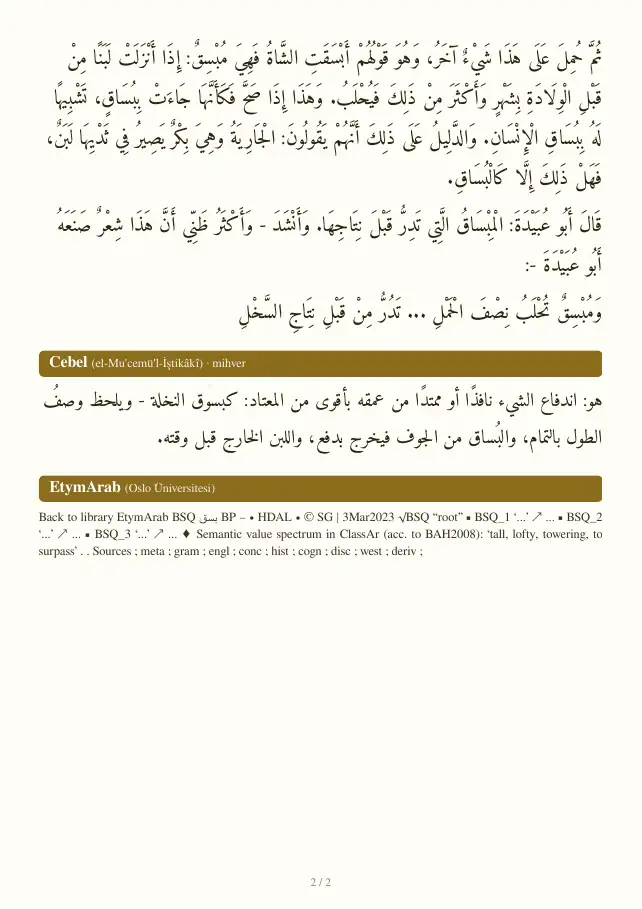 ثُمَّ حُمِلَ عَلَى هَذَا شَيْءٌ آخَرُ، وَهُوَ قَوْلُهُمْ أَبْسَقَتِ الشَّاةُ فَهِيَ مُبْسِقٌ: إِذَا أَنْزَلَتْ لَبَنًا مِنْ
قَبْلِ الْوِلَادَةِ بِشَهْرٍ وَأَكْثَرَ مِنْ ذَلِكَ فَيُحْلَبُ. وَهَذَا إِذَا صَحَّ فَكَأَنَّهَا جَاءَتْ بِبُسَاقٍ، تَشْبِيهًا
لَهُ بِبُسَاقِ الْإِنْسَانِ. وَالدَّلِيلُ عَلَى ذَلِكَ أَنَّهُمْ يَقُولُونَ: الْجَارِيَةُ وَهِيَ بِكْرٌ يَصِيرُ فِي ثَدْيِهَا لَبَنٌ،
فَهَلْ ذَلِكَ إِلَّا كَالْبُسَاقِ.
قَالَ أَبُو عُبَيْدَةَ: الْمِبْسَاقُ الَّتِي تَدِرُّ قَبْلَ نِتَاجِهَا. وَأَنْشَدَ - وَأَكْثَرُ ظَنِّي أَنَّ هَذَا شِعْرٌ صَنَعَهُ
أَبُو عُبَيْدَةَ -:
وَمُبْسِقٌ تُحْلَبُ نِصْفَ الْحَمْلِ ... تَدُرُّ مِنْ قَبْلِ نِتَاجِ السَّخْلِ
Cebel (el-Mu'cemü'l-İştikâkî) · mihver
هو: اندفاع الشيء نافذًا أو ممتدًا من عمقه بأقوى من المعتاد: كبسوق النخلة - ويلحظ وصفُ
الطول بالتمام، والبُساق من الجوف فيخرج بدفع، واللبن الخارج قبل وقته.
EtymArab (Oslo Üniversitesi)
Back to library EtymArab BSQ بسق BP – • HDAL • © SG | 3Mar2023 √BSQ “root” ▪ BSQ_1 ‘...’ ↗ ... ▪ BSQ_2
‘...’ ↗ ... ▪ BSQ_3 ‘...’ ↗ ... ♦ Semantic value spectrum in ClassAr (acc. to BAH2008): ‘tall, lofty, towering, to
surpass’ . . Sources ; meta ; gram ; engl ; conc ; hist ; cogn ; disc ; west ; deriv ;
2 / 2